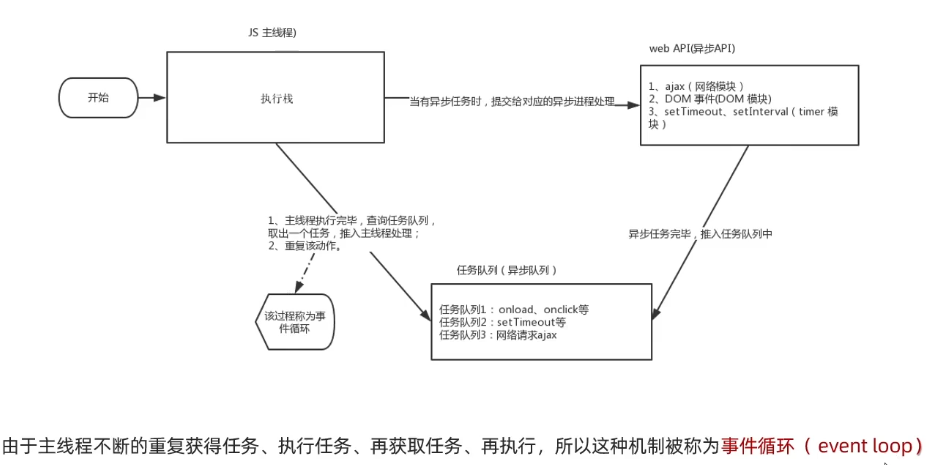 JS 主线程)
web API(异步API)
开始
执行栈
当有异步任务时，提交给对应的异步进程处理
1、ajax（网络模块）
2、DOM 事件(DOM 模块)
3、setTimeout、setInterval（timer 模
块）
1、主线程执行完毕，查询任务队列，
取出一个任务，推入主线程处理；
2、重复该动作。
异步任务完毕，推入任务队列中
任务队列（异步队列）
该过程称为事
件循环
任务队列1：onload、onclick等
任务队列2：setTimeout等
任务队列3：网络请求ajax
由于主线程不断的重复获得任务、执行任务、再获取任务、再执行，所以这种机制被称为事件循环（ event loop）